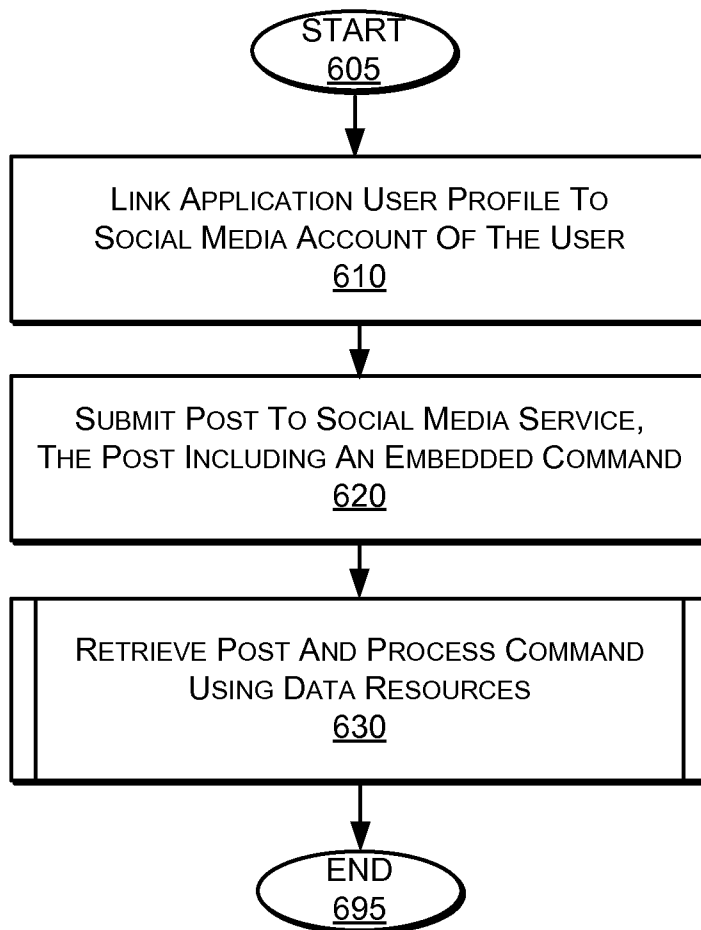 START
605
LINK APPLICATION USER PROFILE TO
SOCIAL MEDIA ACCOUNT OF THE USER
610
SUBMIT POST TO SOCIAL MEDIA SERVICE,
THE POST INCLUDING AN EMBEDDED COMMAND
620
RETRIEVE POST AND PROCESS COMMAND
USING DATA RESOURCES
630
END
695